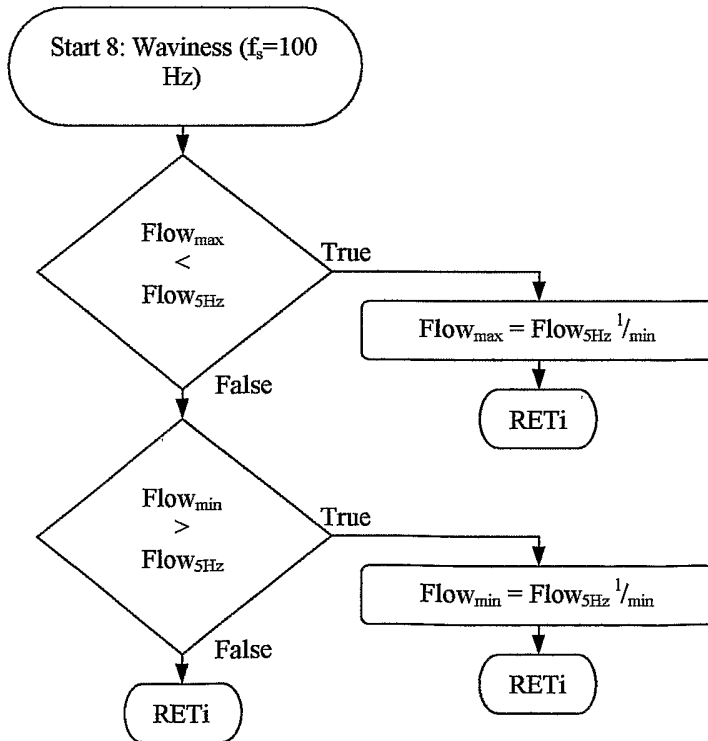 Start 8: Waviness (fₛ=100
Hz)
Flowₘₐₓ
<
Flow₅Hz
True
Flowₘₐₓ = Flow₅Hz ¹/min
False
RETi
Flowₘᵢₙ
>
Flow₅Hz
True
Flowₘᵢₙ = Flow₅Hz ¹/min
False
RETi
RETi